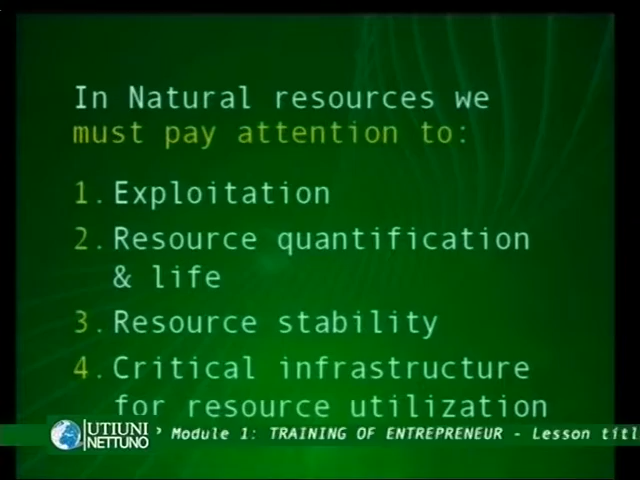 In Natural resources we
must pay attention to:
1. Exploitation
2. Resource quantification
& life
3. Resource stability
4. Critical infrastructure
for resource utilization
UTIUNI
NETTUNO
Module 1: TRAINING OF ENTREPRENEUR - Lesson titl